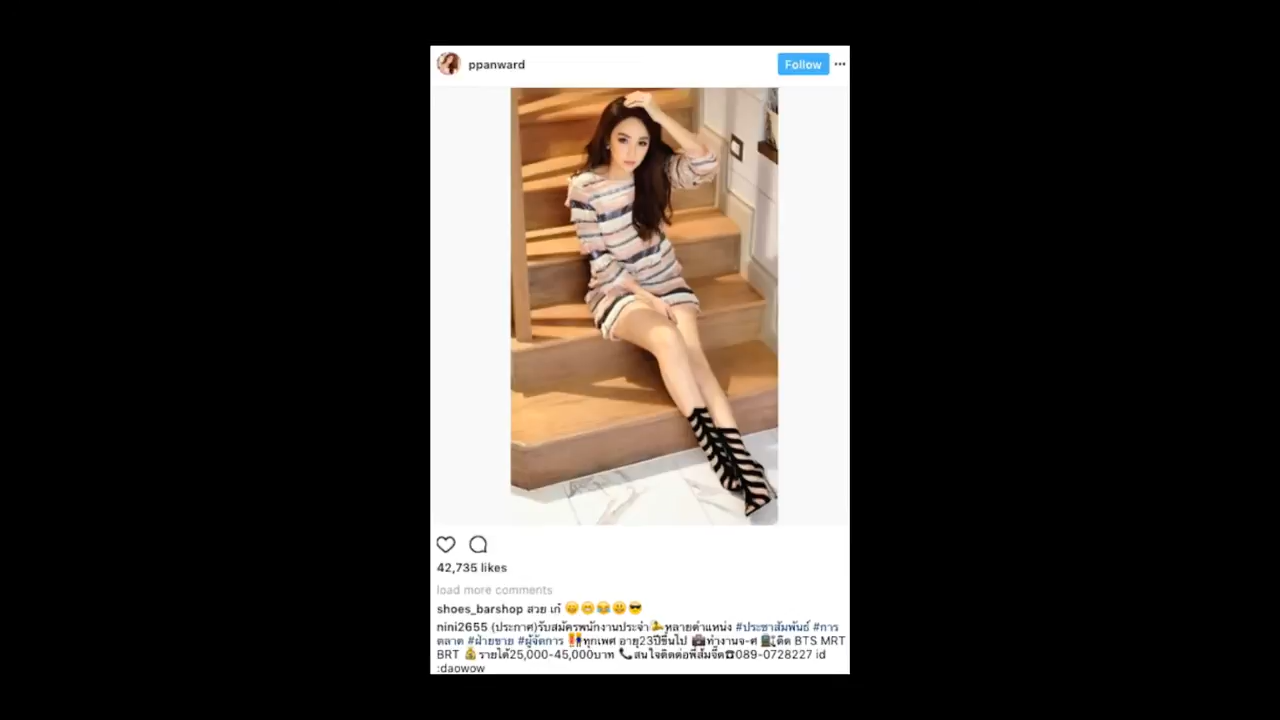 ppanward
Follow
42,735 likes
load more comments
shoes_barshop สวย เก๋ 😄😁😂😃😎
nini2655 (ประกาศ)รับสมัครพนักงานประจำ🏃หลายตำแหน่ง #ประชาสัมพันธ์ #การ
ตลาด #ฝ่ายขาย #ผู้จัดการ 👫ทุกเพศ อายุ23ปีขึ้นไป 💼ทำงานจ-ศ 🚉ติด BTS MRT
BRT 💰รายได้25,000-45,000บาท 📞สนใจติดต่อพี่ส้มจี๊ด☎089-0728227 id
:daowow